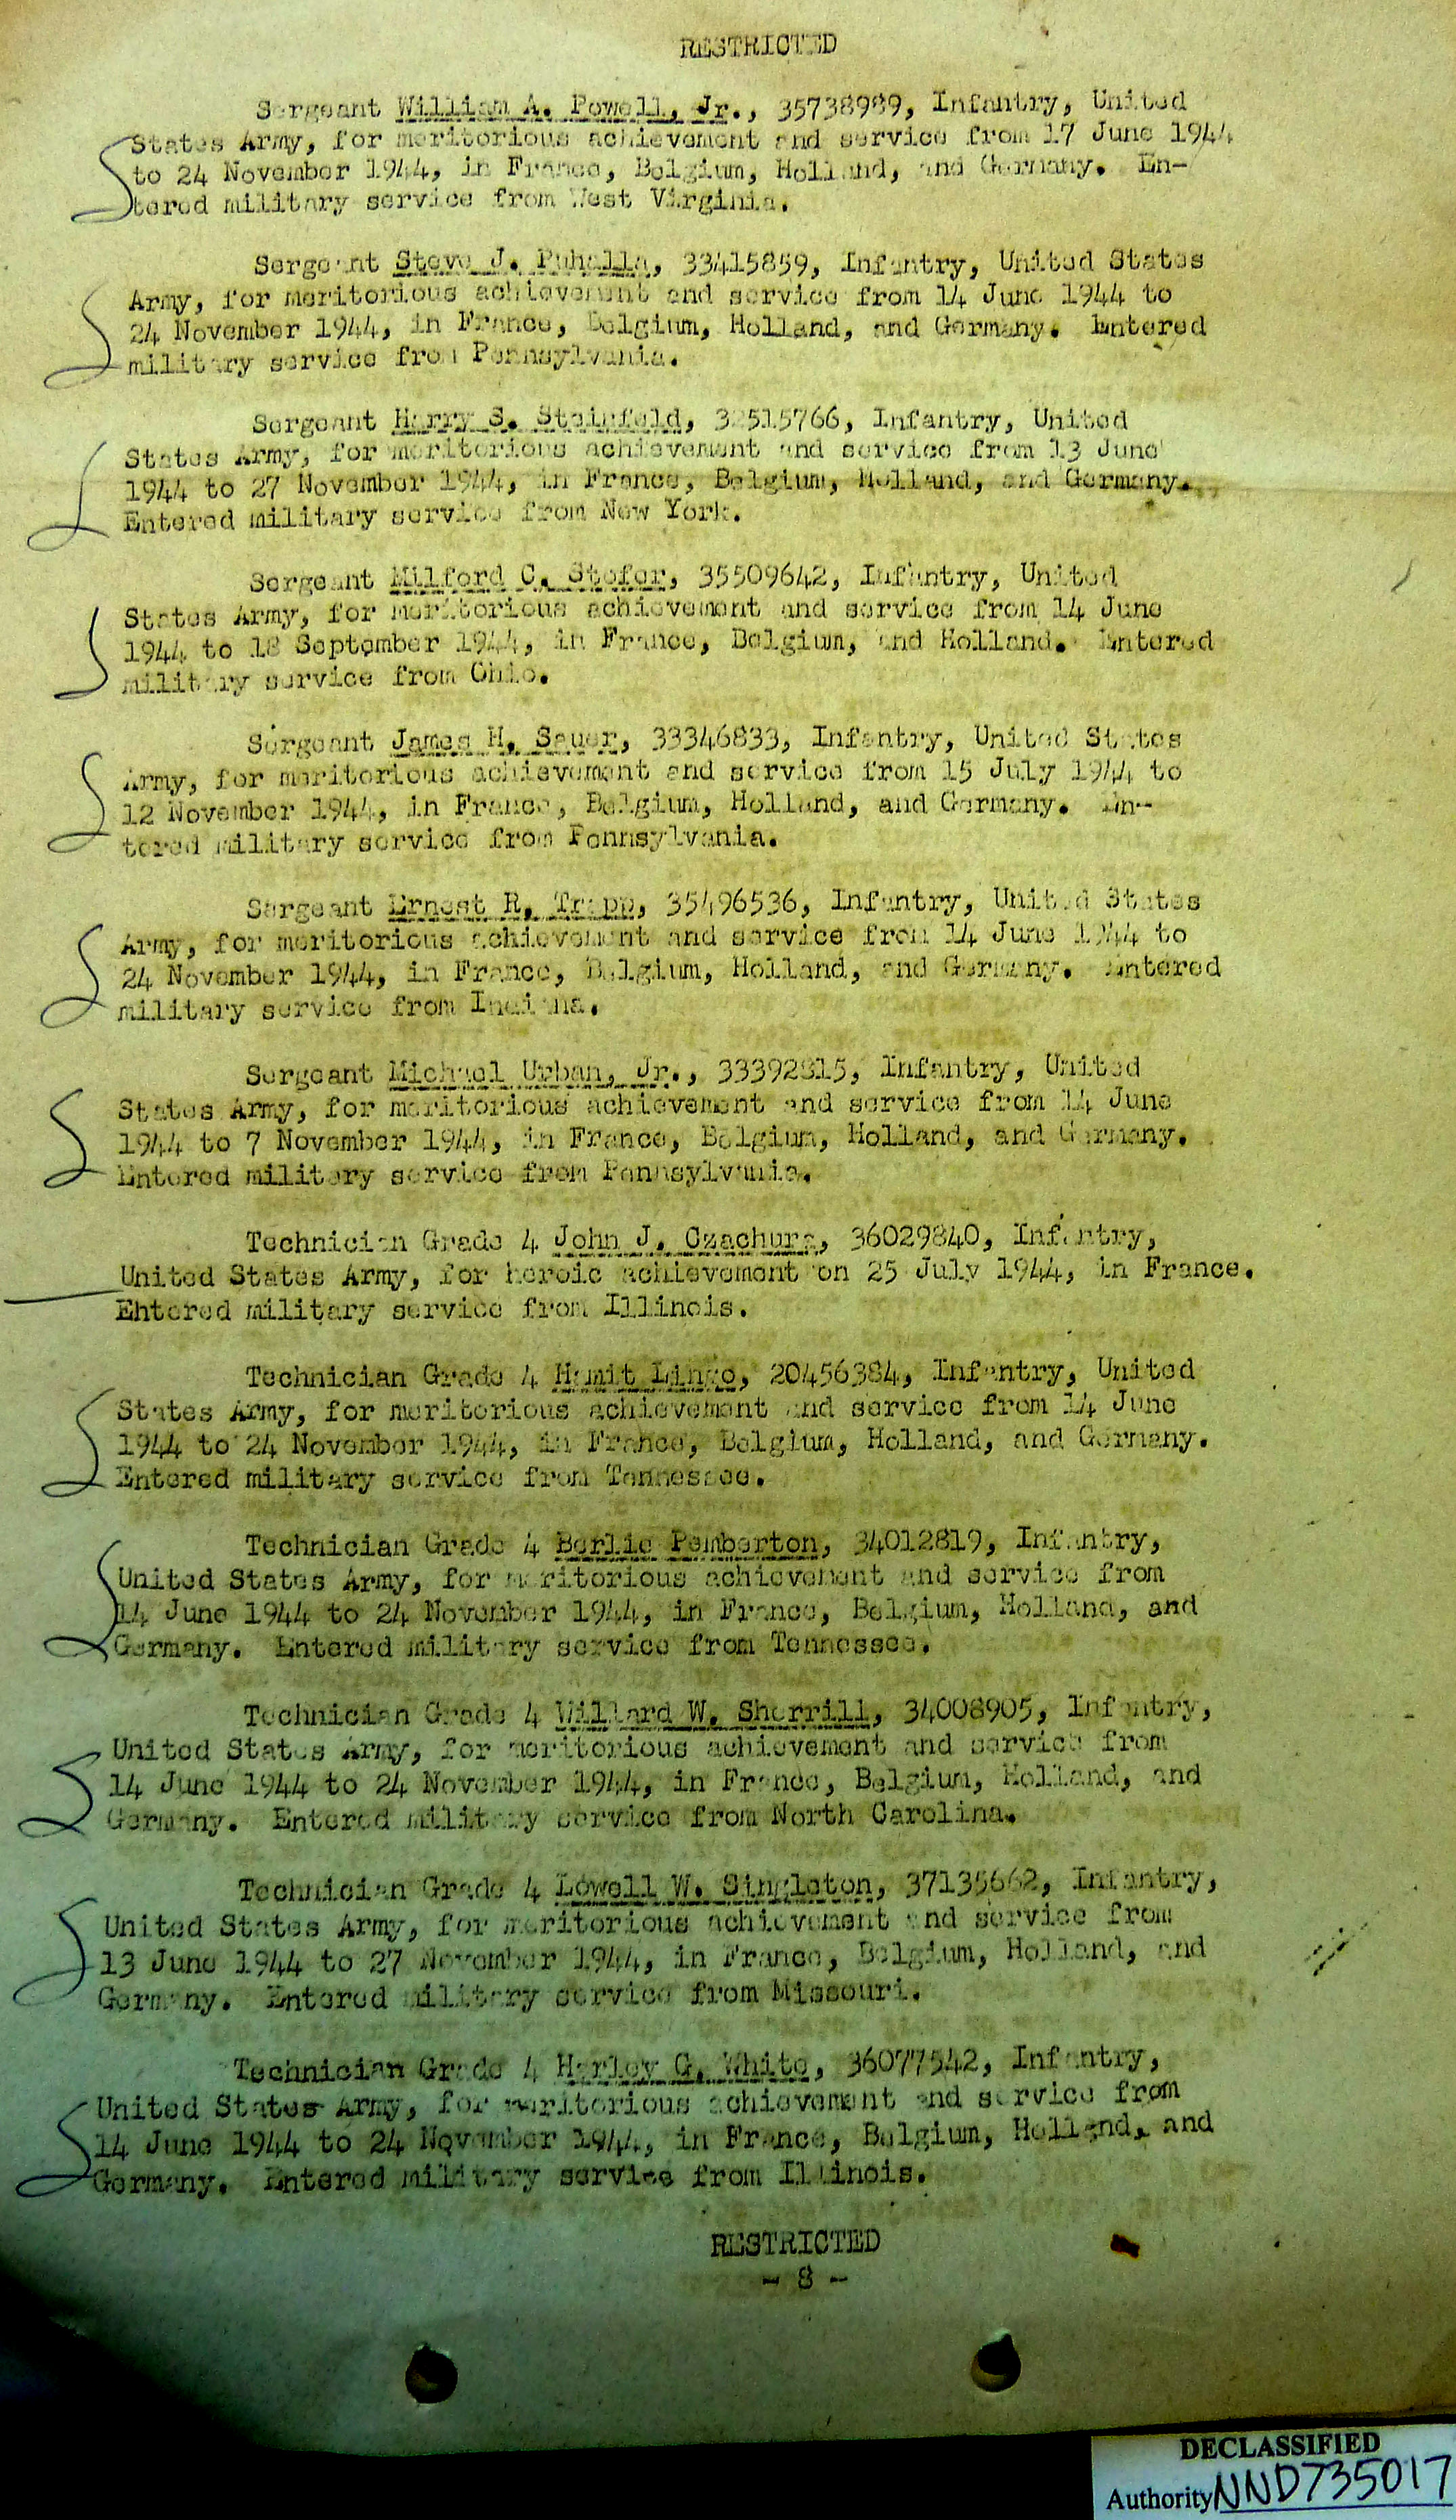 RESTRICTED
Sergeant William A. Powell, Jr., 35738989, Infantry, United
States Army, for meritorious achievement and service from 17 June 1944
to 24 November 1944, in France, Belgium, Holland, and Germany. En-
tered military service from West Virginia.
Sergeant Steve J. Puhalla, 33415859, Infantry, United States
Army, for meritorious achievement and service from 14 June 1944 to
24 November 1944, in France, Belgium, Holland, and Germany. Entered
military service from Pennsylvania.
Sergeant Harry S. Steinfeld, 32515766, Infantry, United
States Army, for meritorious achievement and service from 13 June
1944 to 27 November 1944, in France, Belgium, Holland, and Germany.
Entered military service from New York.
Sergeant Milford C. Stofer, 35509642, Infantry, United
States Army, for meritorious achievement and service from 14 June
1944 to 18 September 1944, in France, Belgium, and Holland. Entered
military service from Ohio.
Sergeant James H. Sauer, 33346833, Infantry, United States
Army, for meritorious achievement and service from 15 July 1944 to
12 November 1944, in France, Belgium, Holland, and Germany. En-
tered military service from Pennsylvania.
Sergeant Ernest R. Trapp, 35496536, Infantry, United States
Army, for meritorious achievement and service from 14 June 1944 to
24 November 1944, in France, Belgium, Holland, and Germany. Entered
military service from Indiana.
Sergeant Michael Urban, Jr., 33392815, Infantry, United
States Army, for meritorious achievement and service from 14 June
1944 to 7 November 1944, in France, Belgium, Holland, and Germany.
Entered military service from Pennsylvania.
Technician Grade 4 John J. Czachura, 36029840, Infantry,
United States Army, for heroic achievement on 25 July 1944, in France.
Ehtered military service from Illinois.
Technician Grade 4 Hamit Lingo, 20456384, Infantry, United
States Army, for meritorious achievement and service from 14 June
1944 to 24 November 1944, in France, Belgium, Holland, and Germany.
Entered military service from Tennessee.
Technician Grade 4 Berlie Pemberton, 34012819, Infantry,
United States Army, for meritorious achievement and service from
14 June 1944 to 24 November 1944, in France, Belgium, Holland, and
Germany. Entered military service from Tennessee.
Technician Grade 4 Willard W. Sherrill, 34008905, Infantry,
United States Army, for meritorious achievement and service from
14 June 1944 to 24 November 1944, in France, Belgium, Holland, and
Germany. Entered military service from North Carolina.
Technician Grade 4 Lowell W. Singleton, 37135662, Infantry,
United States Army, for meritorious achievement and service from
13 June 1944 to 27 November 1944, in France, Belgium, Holland, and
Germany. Entered military service from Missouri.
Technician Grade 4 Harley G. White, 36077542, Infantry,
United States Army, for meritorious achievement and service from
14 June 1944 to 24 November 1944, in France, Belgium, Holland, and
Germany. Entered military service from Illinois.
RESTRICTED
- 8 -
DECLASSIFIED
Authority NND735017